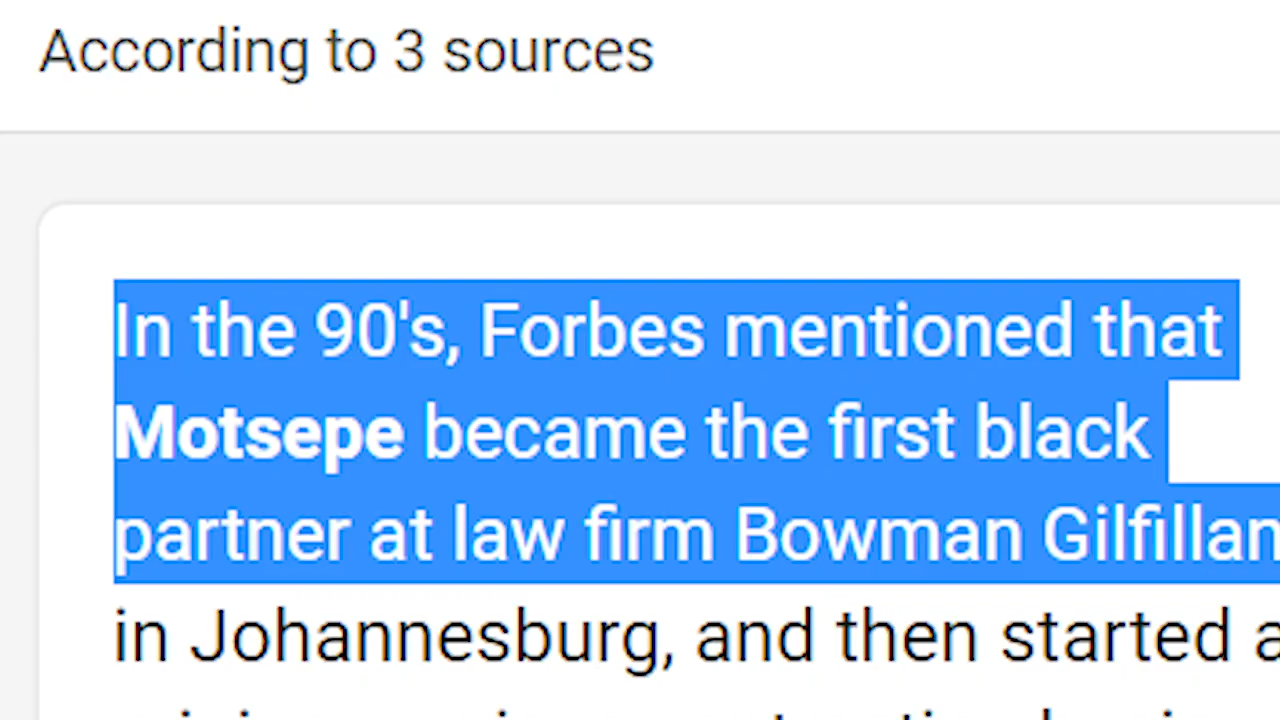 According to 3 sources
In the 90's, Forbes mentioned that
Motsepe became the first black
partner at law firm Bowman Gilfillan
in Johannesburg, and then started a